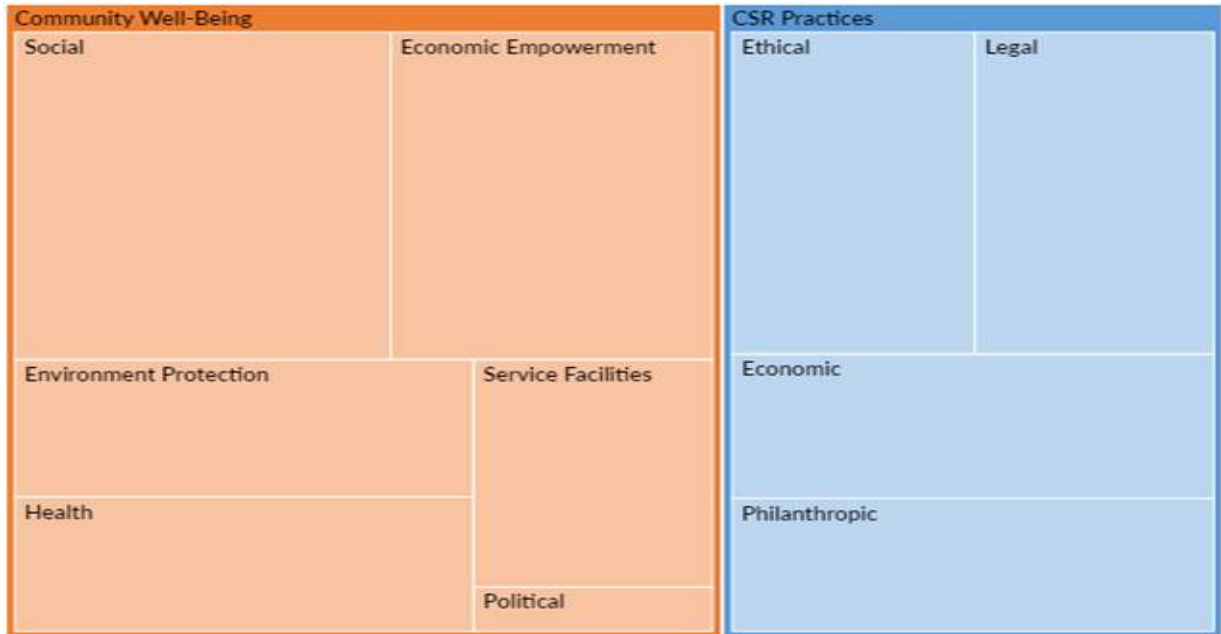 Community Well-Being
Social
Economic Empowerment
Environment Protection
Service Facilities
Health
Political
CSR Practices
Ethical
Legal
Economic
Philanthropic